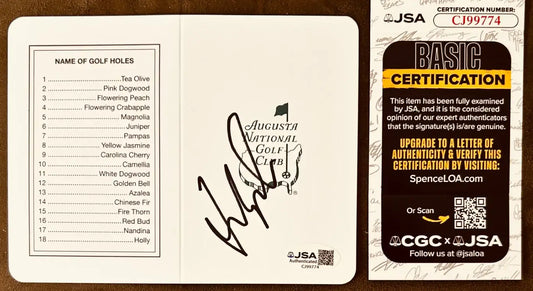 NAME OF GOLF HOLES
1 Tea Olive
2 Pink Dogwood
3 Flowering Peach
4 Flowering Crabapple
5 Magnolia
6 Juniper
7 Pampas
8 Yellow Jasmine
9 Carolina Cherry
10 Camellia
11 White Dogwood
12 Golden Bell
13 Azalea
14 Chinese Fir
15 Fire Thorn
16 Red Bud
17 Nandina
18 Holly
AUGUSTA
NATIONAL
GOLF
CLUB
JSA
Authenticated
CJ99774
JSA
CERTIFICATION NUMBER:
CJ99774
BASIC
CERTIFICATION
This item has been fully examined
by JSA, and it is the considered
opinion of our expert authenticators
that the signature(s) is/are genuine.
UPGRADE TO A LETTER OF
AUTHENTICITY & VERIFY THIS
CERTIFICATION BY VISITING:
SpenceLOA.com
Or Scan
CGC x JSA
Follow us at @jsaloa